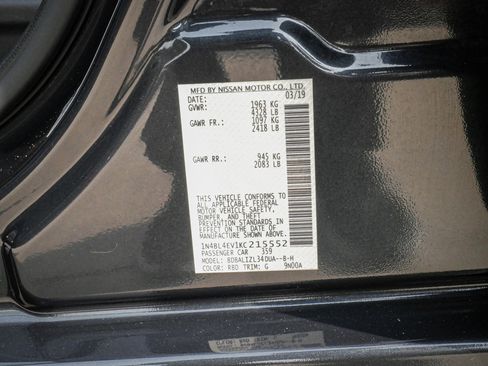 MFD BY NISSAN MOTOR CO., LTD.
DATE: 03/19
GVWR: 1963 KG
4328 LB
GAWR FR.: 1097 KG
2418 LB
GAWR RR.: 945 KG
2083 LB
THIS VEHICLE CONFORMS TO
ALL APPLICABLE FEDERAL
MOTOR VEHICLE SAFETY,
BUMPER, AND THEFT
PREVENTION STANDARDS IN
EFFECT ON THE DATE OF
MANUFACTURE SHOWN ABOVE.
1N4BL4EV1KC215552
PASSENGER CAR 359
MODEL: BDBALIZL34DUA--B-H
COLOR: RBD TRIM: G 9N00A